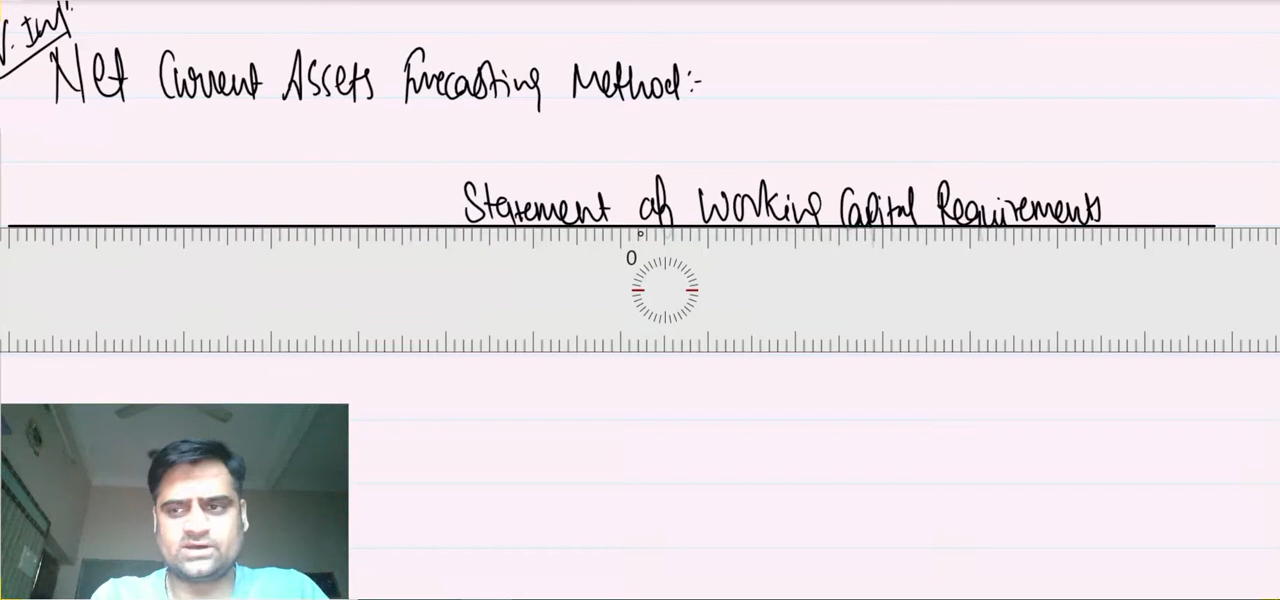 V. Imp.
Net Current Assets Forecasting Method:-
Statement of Working Capital Requirements
0